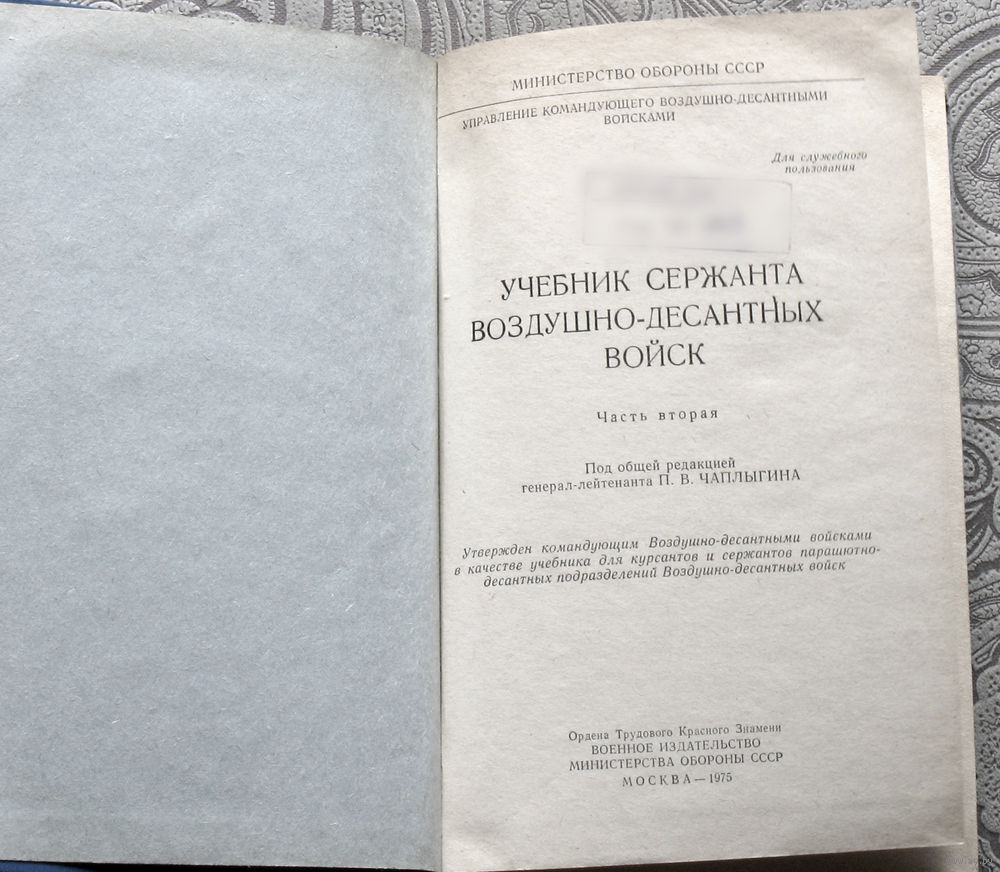 МИНИСТЕРСТВО ОБОРОНЫ СССР
УПРАВЛЕНИЕ КОМАНДУЮЩЕГО ВОЗДУШНО-ДЕСАНТНЫМИ
ВОЙСКАМИ
Для служебного
пользования
УЧЕБНИК СЕРЖАНТА
ВОЗДУШНО-ДЕСАНТНЫХ
ВОЙСК
Часть вторая
Под общей редакцией
генерал-лейтенанта П. В. ЧАПЛЫГИНА
Утвержден командующим Воздушно-десантными войсками
в качестве учебника для курсантов и сержантов парашютно-
десантных подразделений Воздушно-десантных войск
Ордена Трудового Красного Знамени
ВОЕННОЕ ИЗДАТЕЛЬСТВО
МИНИСТЕРСТВА ОБОРОНЫ СССР
МОСКВА — 1975